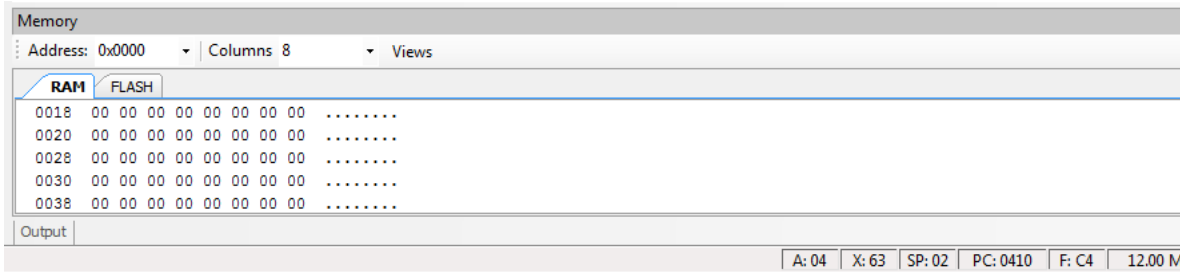 Memory
Address: 0x0000 Columns 8 Views
RAM FLASH
0018 00 00 00 00 00 00 00 00 ........
0020 00 00 00 00 00 00 00 00 ........
0028 00 00 00 00 00 00 00 00 ........
0030 00 00 00 00 00 00 00 00 ........
0038 00 00 00 00 00 00 00 00 ........
Output
A: 04 X: 63 SP: 02 PC: 0410 F: C4 12.00 M